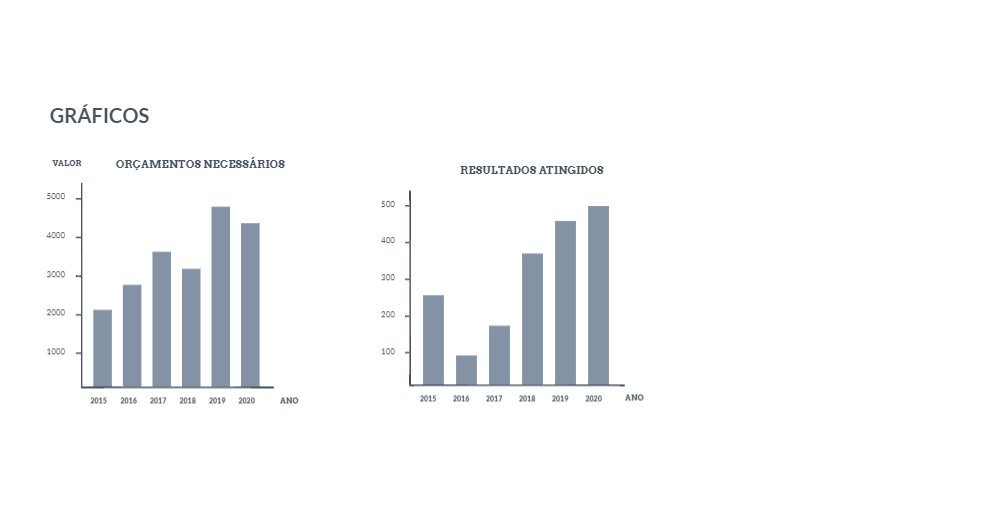 GRÁFICOS
VALOR
ORÇAMENTOS NECESSÁRIOS
5000
4000
3000
2000
1000
2015 2016 2017 2018 2019 2020 ANO
RESULTADOS ATINGIDOS
500
400
300
200
100
2015 2016 2017 2018 2019 2020 ANO